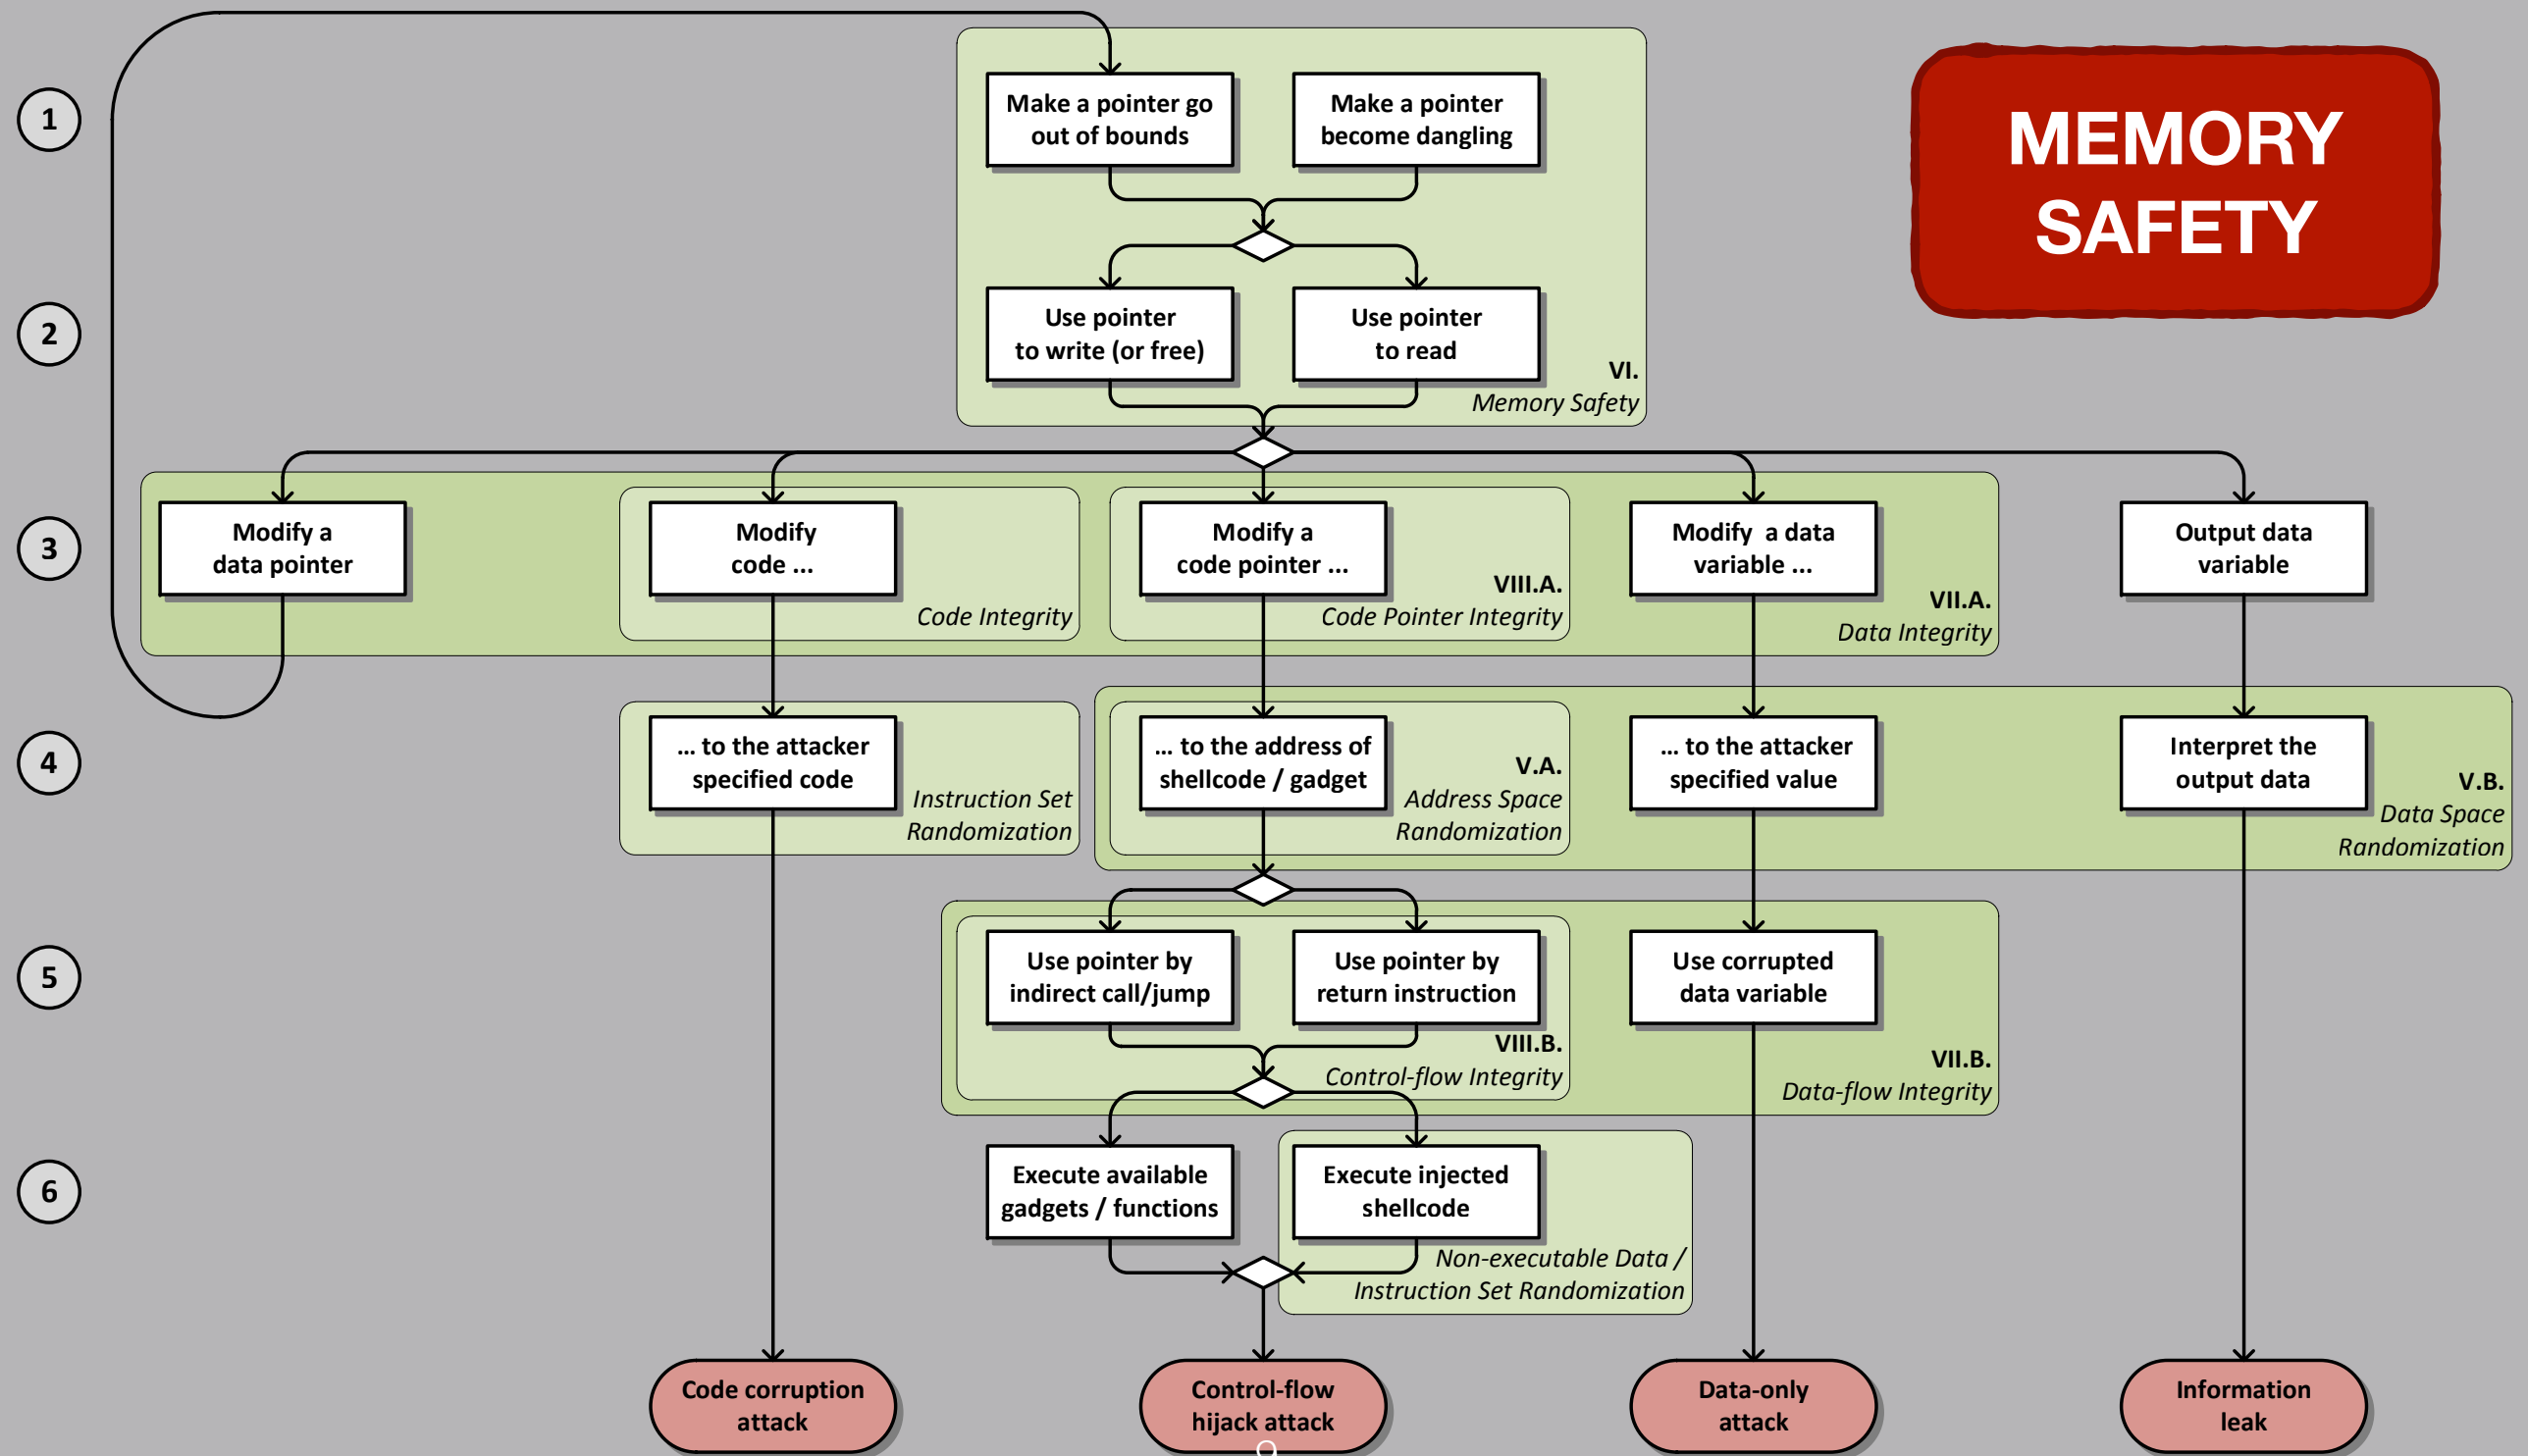 MEMORY
SAFETY
1
Make a pointer go
out of bounds
Make a pointer
become dangling
2
Use pointer
to write (or free)
Use pointer
to read
VI.
Memory Safety
3
Modify a
data pointer
Modify
code ...
Code Integrity
Modify a
code pointer ...
VIII.A.
Code Pointer Integrity
Modify  a data
variable ...
VII.A.
Data Integrity
Output data
variable
4
... to the attacker
specified code
Instruction Set
Randomization
... to the address of
shellcode / gadget
V.A.
Address Space
Randomization
... to the attacker
specified value
Interpret the
output data
V.B.
Data Space
Randomization
5
Use pointer by
indirect call/jump
Use pointer by
return instruction
VIII.B.
Control-flow Integrity
Use corrupted
data variable
VII.B.
Data-flow Integrity
6
Execute available
gadgets / functions
Execute injected
shellcode
Non-executable Data /
Instruction Set Randomization
Code corruption
attack
Control-flow
hijack attack
Data-only
attack
Information
leak